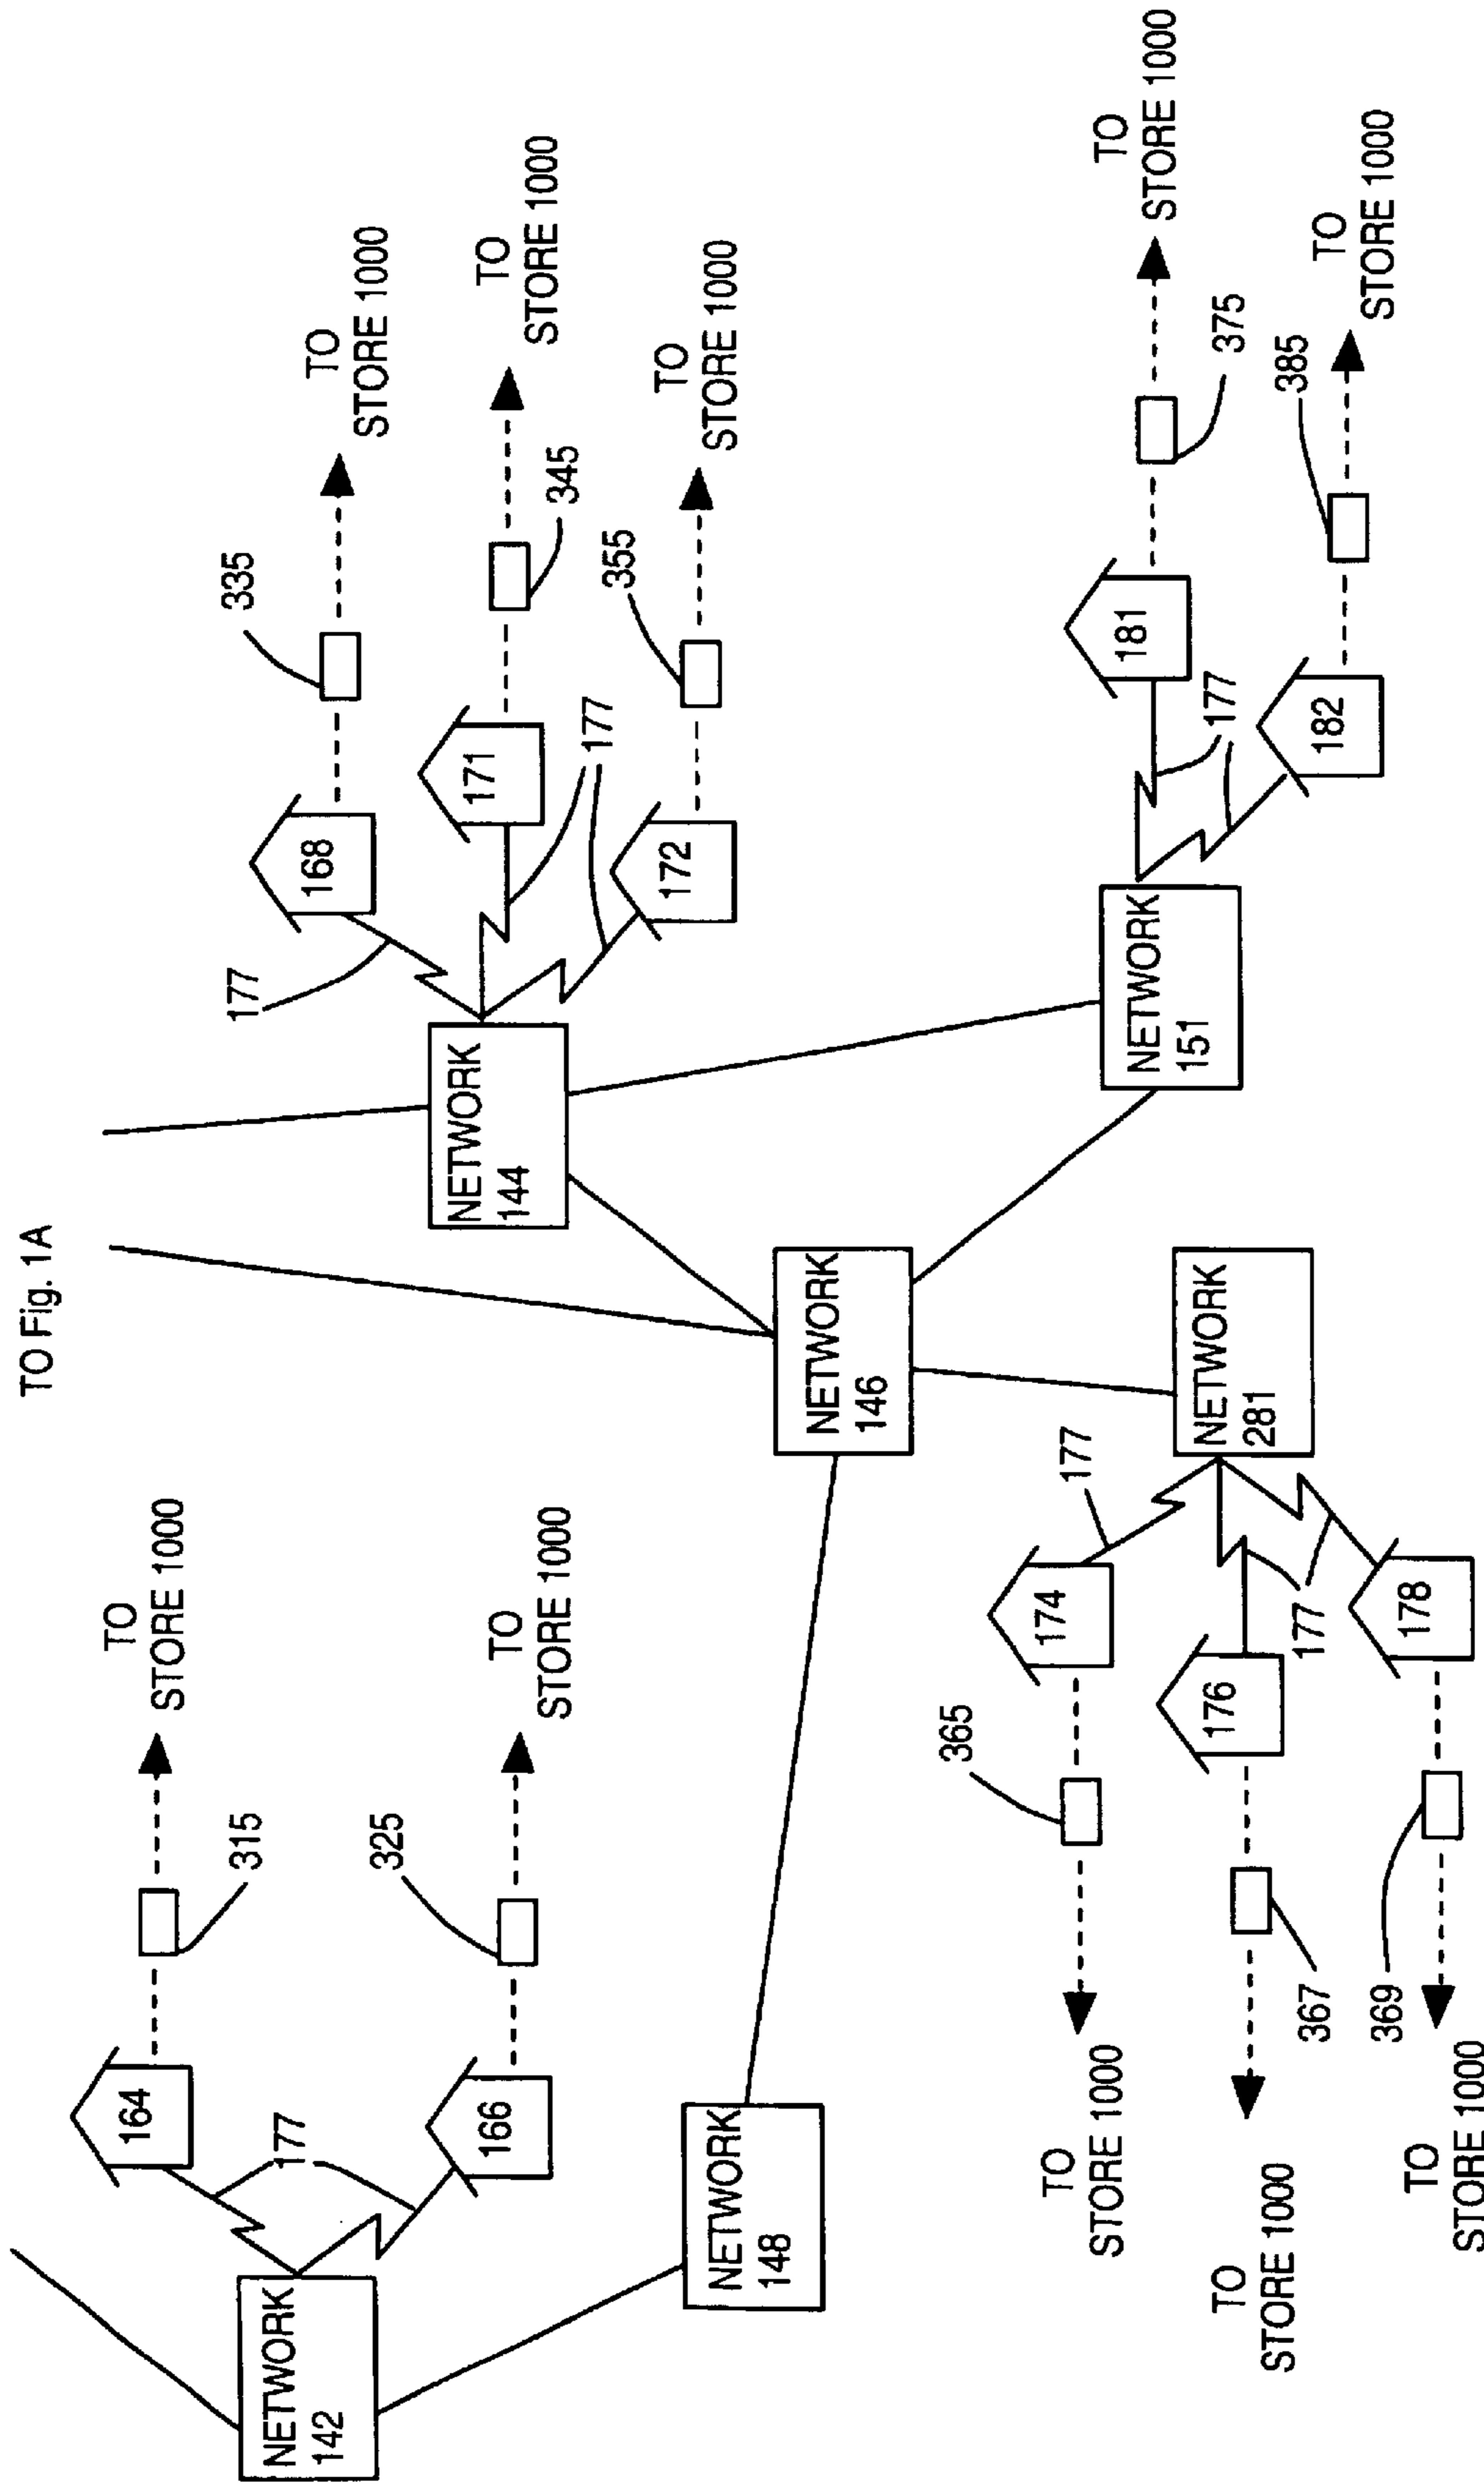 TO Fig. 1A
TO
STORE 1000
315
164
177
NETWORK
142
TO
STORE 1000
325
166
NETWORK
148
177
335
168
TO
STORE 1000
NETWORK
144
171
345
TO
STORE 1000
177
172
355
TO
STORE 1000
NETWORK
146
365
174
177
TO
STORE 1000
NETWORK
281
176
367
TO
STORE 1000
177
178
369
TO
STORE 1000
NETWORK
151
177
181
375
TO
STORE 1000
182
385
TO
STORE 1000